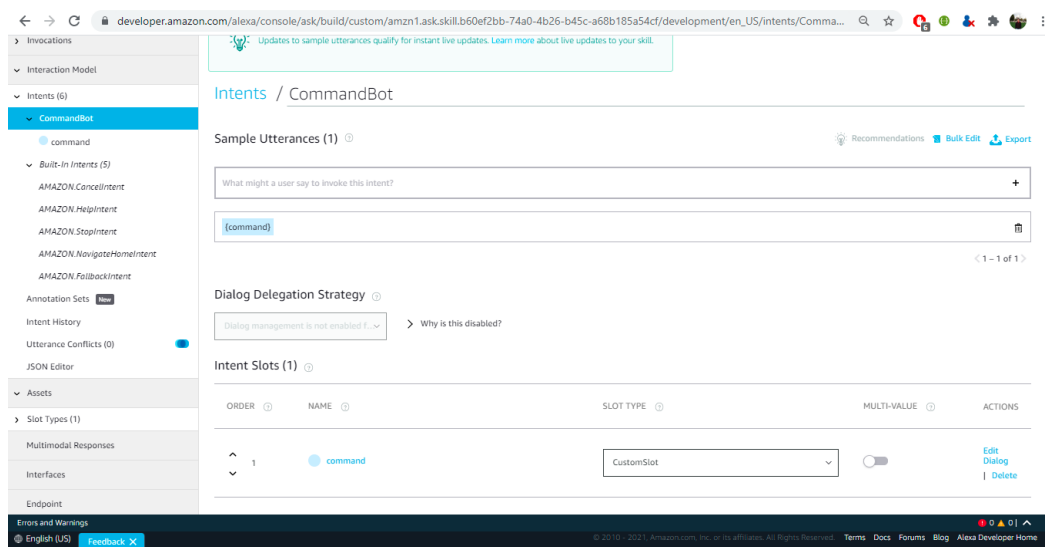 developer.amazon.com/alexa/console/ask/build/custom/amzn1.ask.skill.b60ef2bb-74a0-4b26-b45c-a68b185a54cf/development/en_US/intents/Comma...
6
Invocations
Interaction Model
Intents (6)
CommandBot
command
Built-In Intents (5)
AMAZON.CancelIntent
AMAZON.HelpIntent
AMAZON.StopIntent
AMAZON.NavigateHomeIntent
AMAZON.FallbackIntent
Annotation Sets New
Intent History
Utterance Conflicts (0)
JSON Editor
Assets
Slot Types (1)
Multimodal Responses
Interfaces
Endpoint
Updates to sample utterances qualify for instant live updates. Learn more about live updates to your skill.
Intents / CommandBot
Sample Utterances (1) ?
Recommendations Bulk Edit Export
What might a user say to invoke this intent? +
{command}
< 1 – 1 of 1 >
Dialog Delegation Strategy ?
Dialog management is not enabled f... > Why is this disabled?
Intent Slots (1) ?
ORDER ? NAME ? SLOT TYPE ? MULTI-VALUE ? ACTIONS
1 command CustomSlot Edit
Dialog
| Delete
Errors and Warnings 0 0 |
English (US) Feedback X © 2010 - 2021, Amazon.com, Inc. or its affiliates. All Rights Reserved. Terms Docs Forums Blog Alexa Developer Home